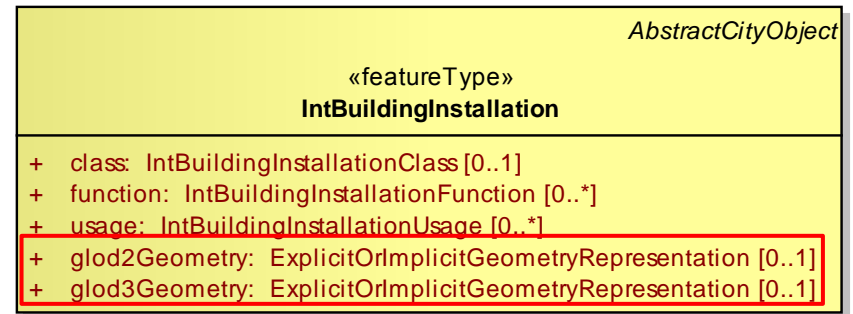 AbstractCityObject
«featureType»
IntBuildingInstallation
+ class: IntBuildingInstallationClass [0..1]
+ function: IntBuildingInstallationFunction [0..*]
+ usage: IntBuildingInstallationUsage [0..*]
+ glod2Geometry: ExplicitOrImplicitGeometryRepresentation [0..1]
+ glod3Geometry: ExplicitOrImplicitGeometryRepresentation [0..1]